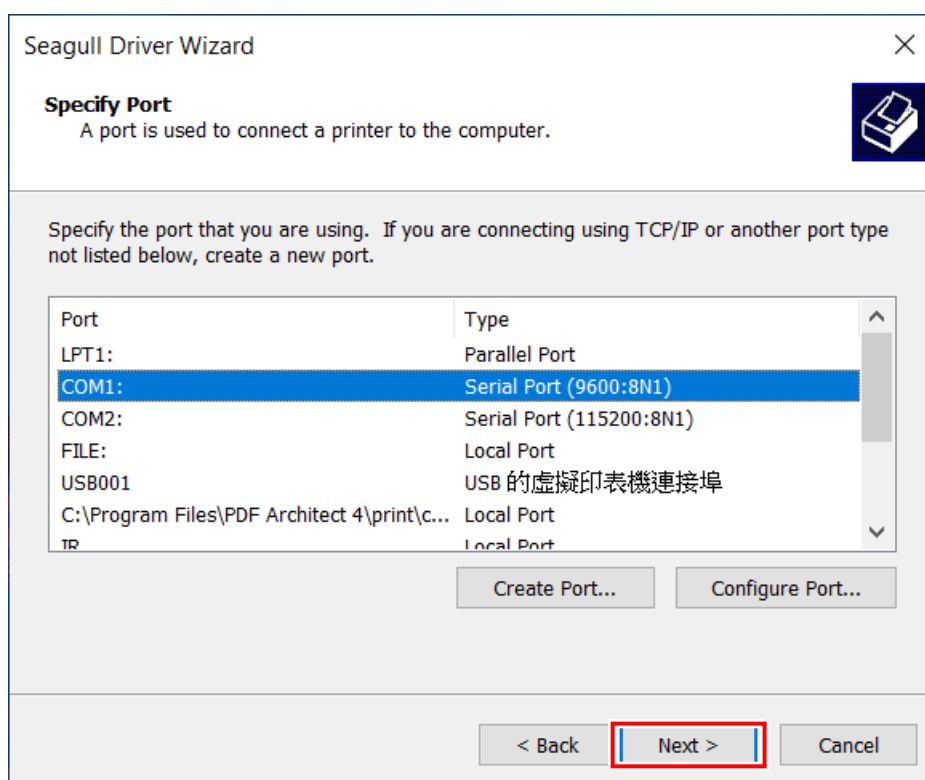 Seagull Driver Wizard
Specify Port
A port is used to connect a printer to the computer.
Specify the port that you are using. If you are connecting using TCP/IP or another port type
not listed below, create a new port.
Port Type
LPT1: Parallel Port
COM1: Serial Port (9600:8N1)
COM2: Serial Port (115200:8N1)
FILE: Local Port
USB001 USB 的虛擬印表機連接埠
C:\Program Files\PDF Architect 4\print\c... Local Port
IR Local Port
Create Port... Configure Port...
< Back Next > Cancel